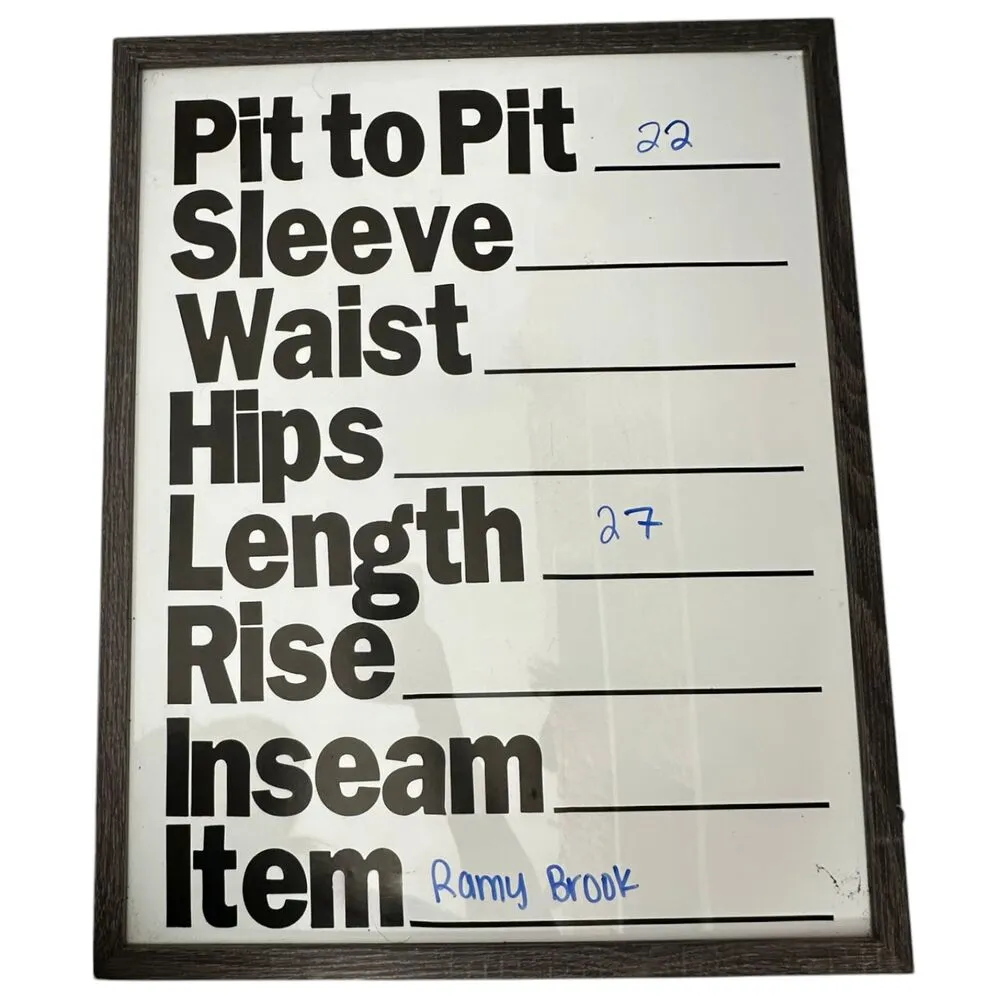 Pit to Pit 22
Sleeve
Waist
Hips
Length 27
Rise
Inseam
Item Ramy Brook